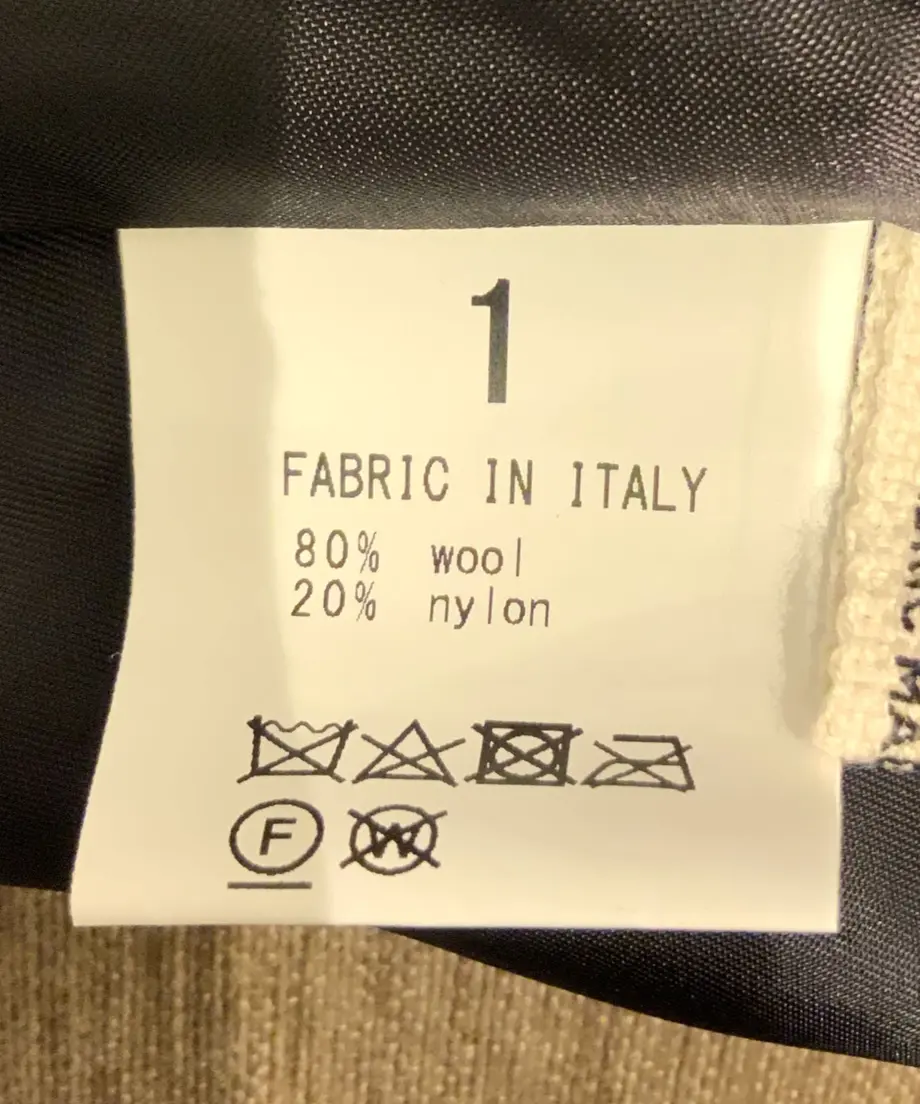 1
FABRIC IN ITALY
80% wool
20% nylon
F W